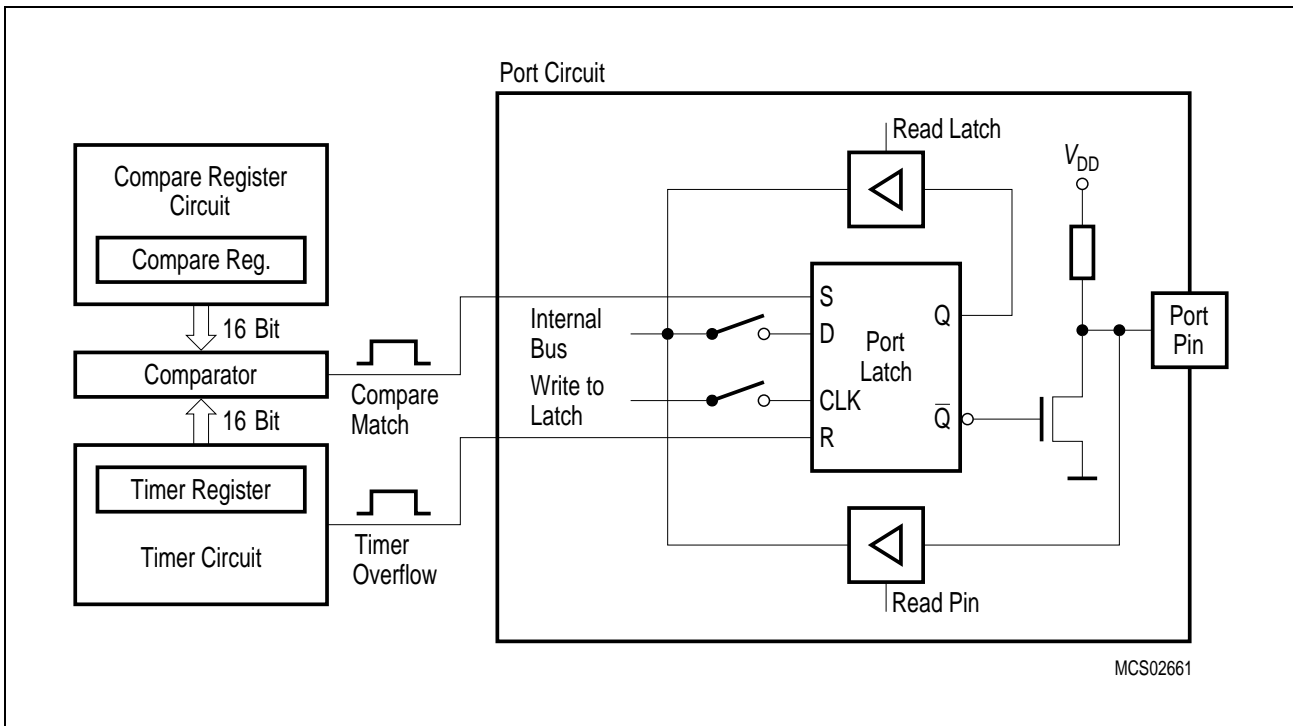 Port Circuit
Read Latch
V_DD
Compare Register
Circuit
Compare Reg.
16 Bit
Comparator
16 Bit
Timer Register
Timer Circuit
Compare
Match
Timer
Overflow
Internal
Bus
Write to
Latch
S
D
CLK
R
Port
Latch
Q
Q̅
Port
Pin
Read Pin
MCS02661